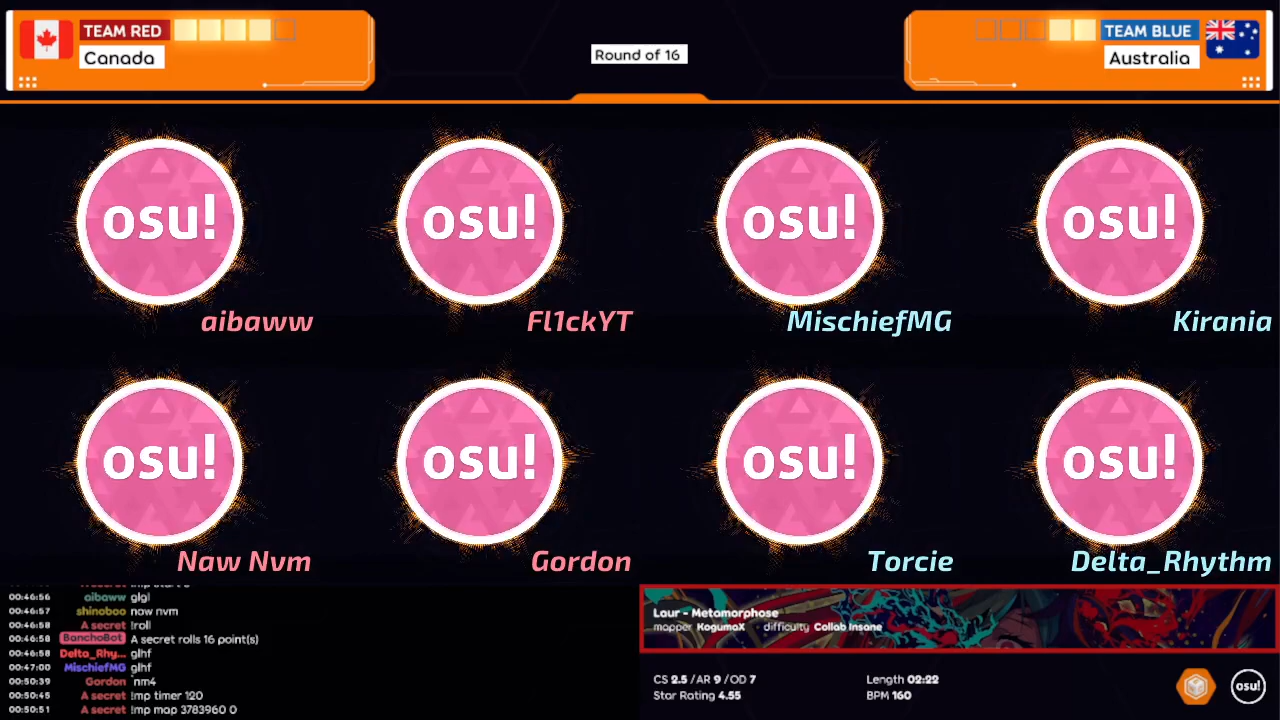 TEAM RED
Canada
Round of 16
TEAM BLUE
Australia
osu!
osu!
osu!
osu!
aibaww
Fl1ckYT
MischiefMG
Kirania
osu!
osu!
osu!
osu!
Naw Nvm
Gordon
Torcie
Delta_Rhythm
00:46:56 aibaww glgl
00:46:57 shinoboo naw nvm
00:46:58 A secret !roll
00:46:58 BanchoBot A secret rolls 16 point(s)
00:46:58 Delta_Rhy... glhf
00:47:00 MischiefMG glhf
00:50:39 Gordon nm4
00:50:45 A secret !mp timer 120
00:50:51 A secret !mp map 3783960 0
Laur - Metamorphose
mapper KogumaX difficulty Collab Insane
CS 2.5 / AR 9 / OD 7
Length 02:22
Star Rating 4.55
BPM 160
osu!